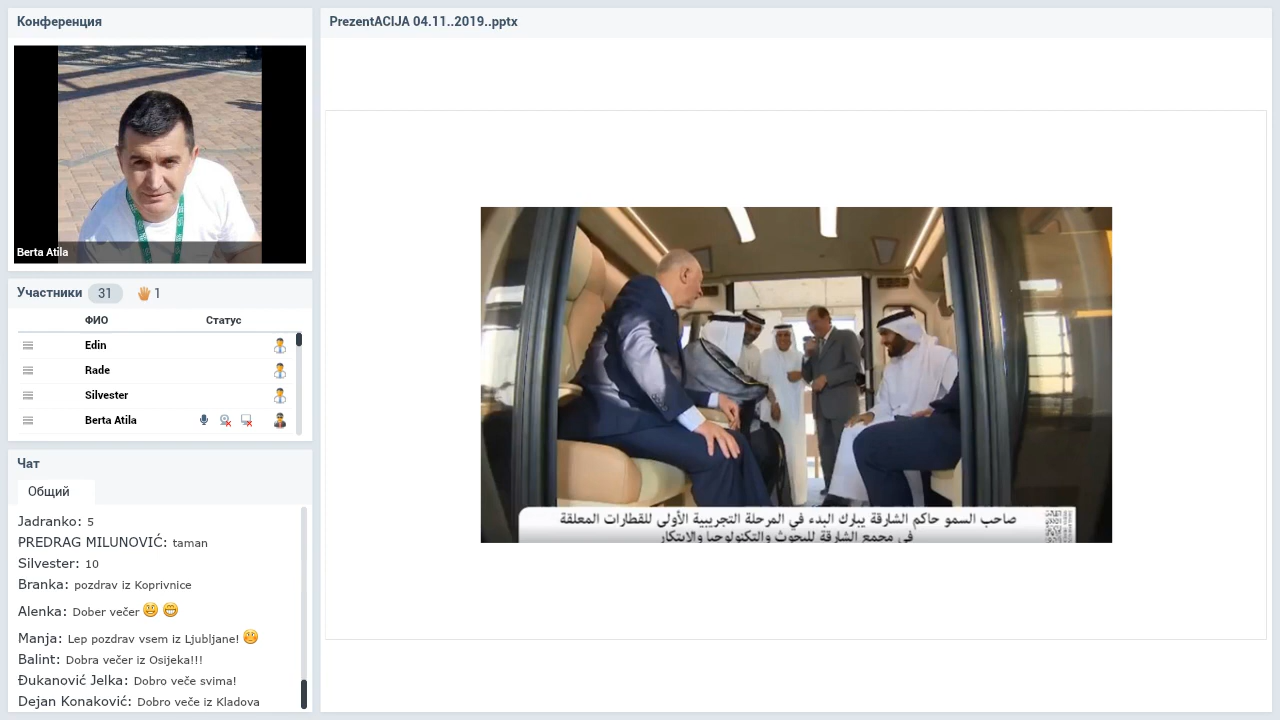 Конференция
Berta Atila
Участники 31 1
ФИО Статус
Edin
Rade
Silvester
Berta Atila
Чат
Общий
Jadranko: 5
PREDRAG MILUNOVIĆ: taman
Silvester: 10
Branka: pozdrav iz Koprivnice
Alenka: Dober večer
Manja: Lep pozdrav vsem iz Ljubljane!
Balint: Dobra večer iz Osijeka!!!
Đukanović Jelka: Dobro veče svima!
Dejan Konaković: Dobro veče iz Kladova
PrezentACIJA 04.11..2019..pptx
صاحب السمو حاكم الشارقة يبارك البدء في المرحلة التجريبية الأولى للقطارات المعلقة
في مجمع الشارقة للبحوث والتكنولوجيا والابتكار